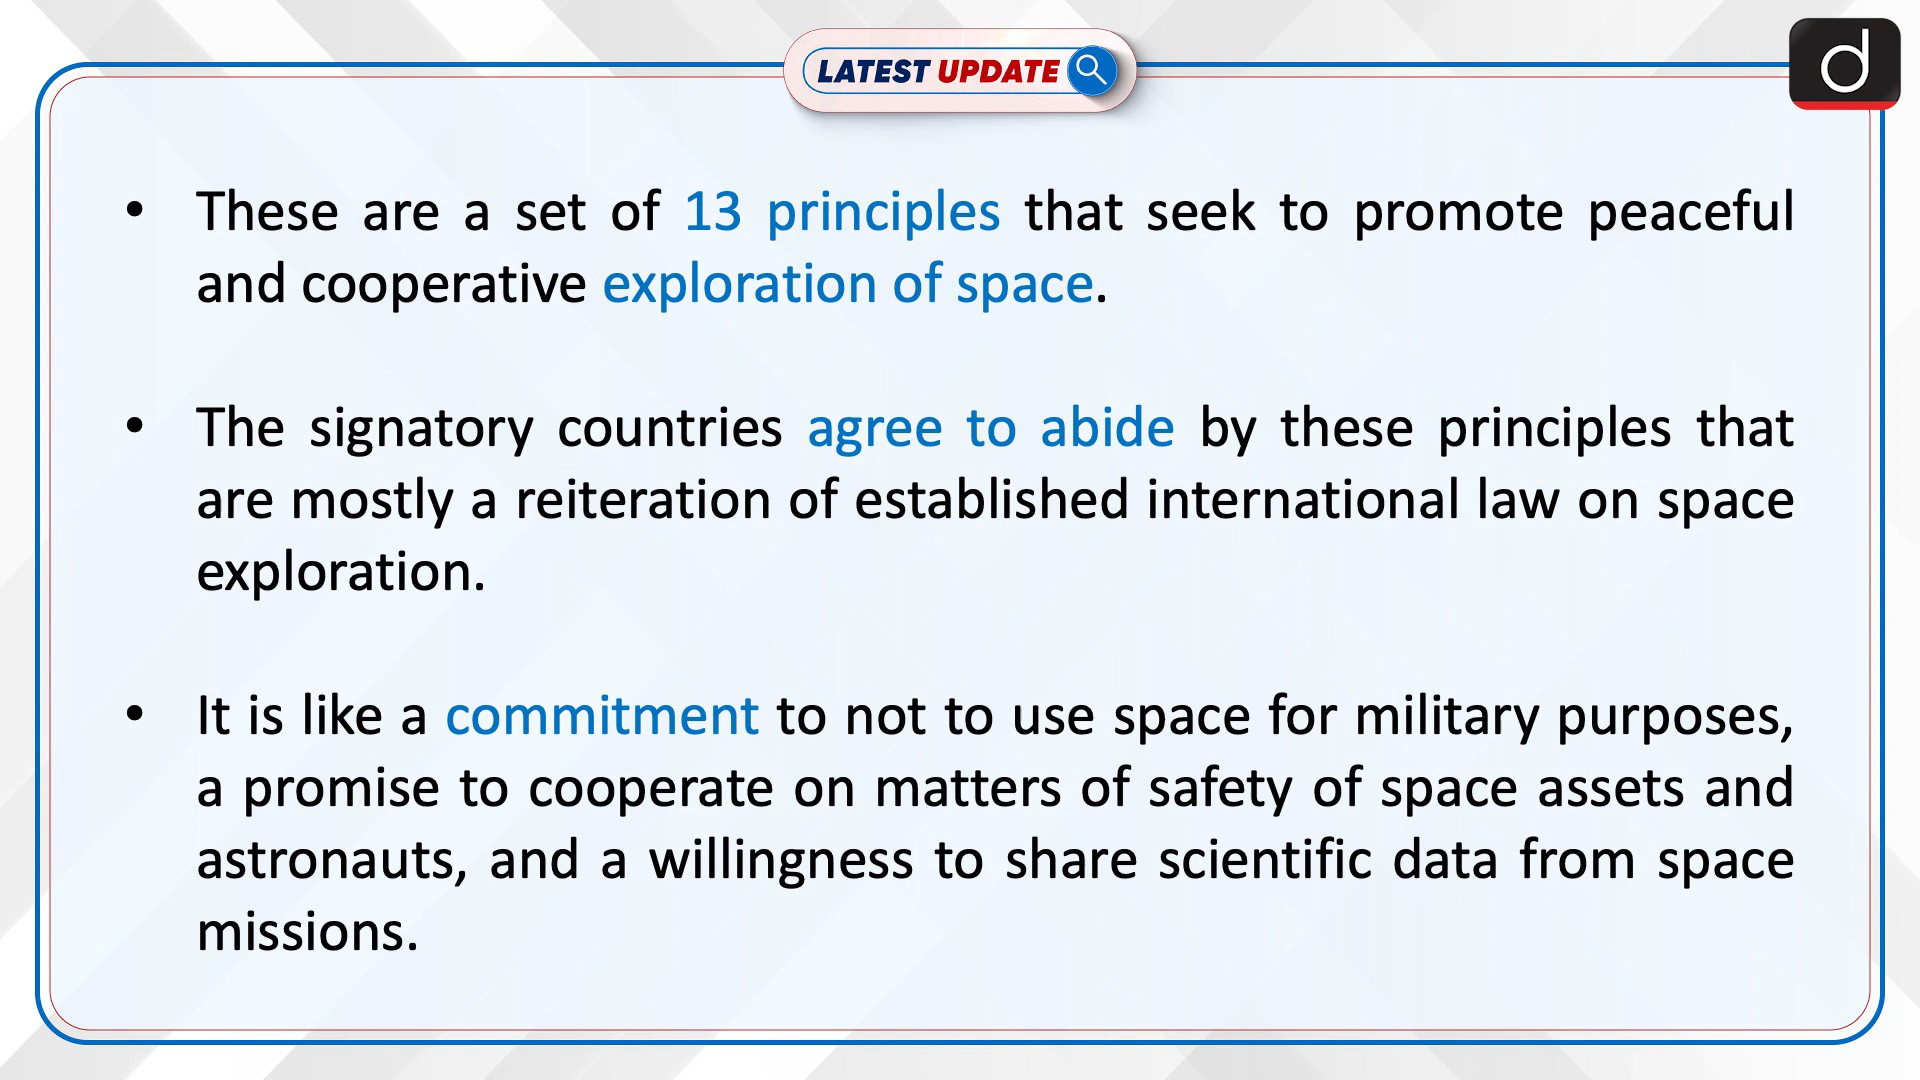 LATEST UPDATE
d
• These are a set of 13 principles that seek to promote peaceful
and cooperative exploration of space.
• The signatory countries agree to abide by these principles that
are mostly a reiteration of established international law on space
exploration.
• It is like a commitment to not to use space for military purposes,
a promise to cooperate on matters of safety of space assets and
astronauts, and a willingness to share scientific data from space
missions.